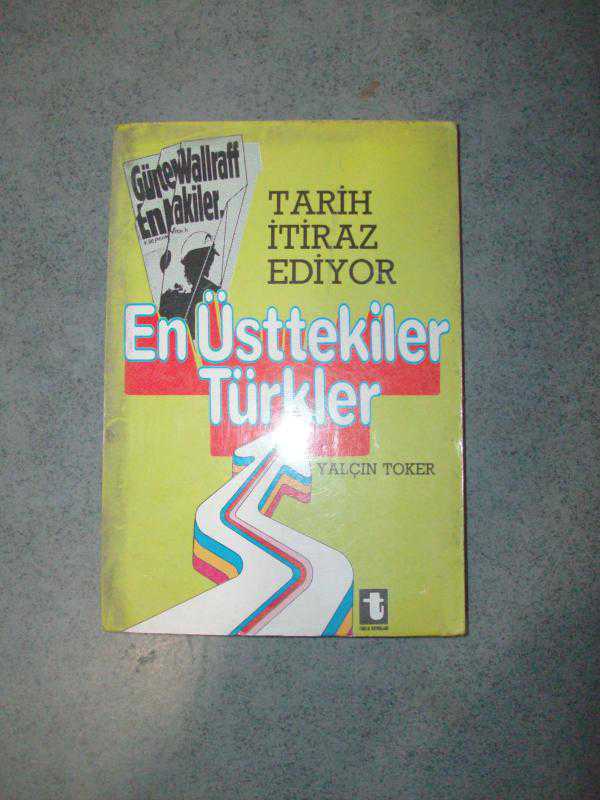 Günter Wallraff
En
akiler
TARİH
İTİRAZ
EDİYOR
En Üsttekiler
Türkler
YALÇIN TOKER
t